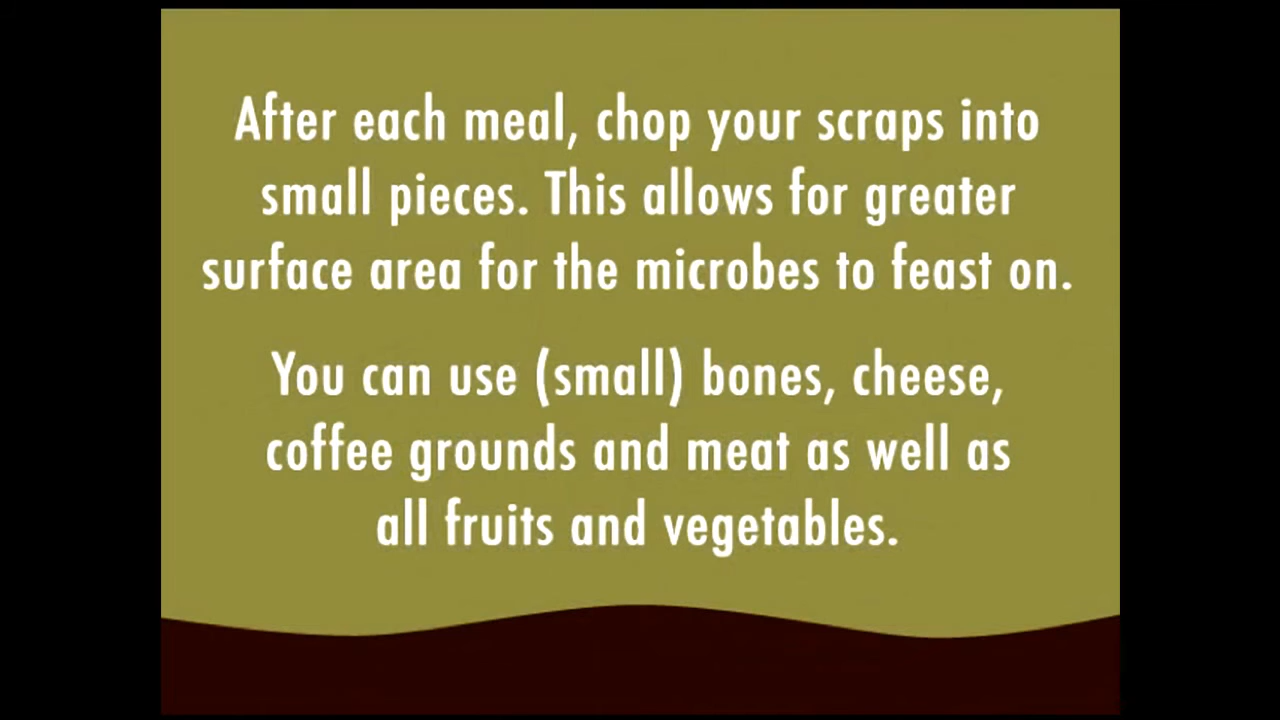 After each meal, chop your scraps into
small pieces. This allows for greater
surface area for the microbes to feast on.
You can use (small) bones, cheese,
coffee grounds and meat as well as
all fruits and vegetables.